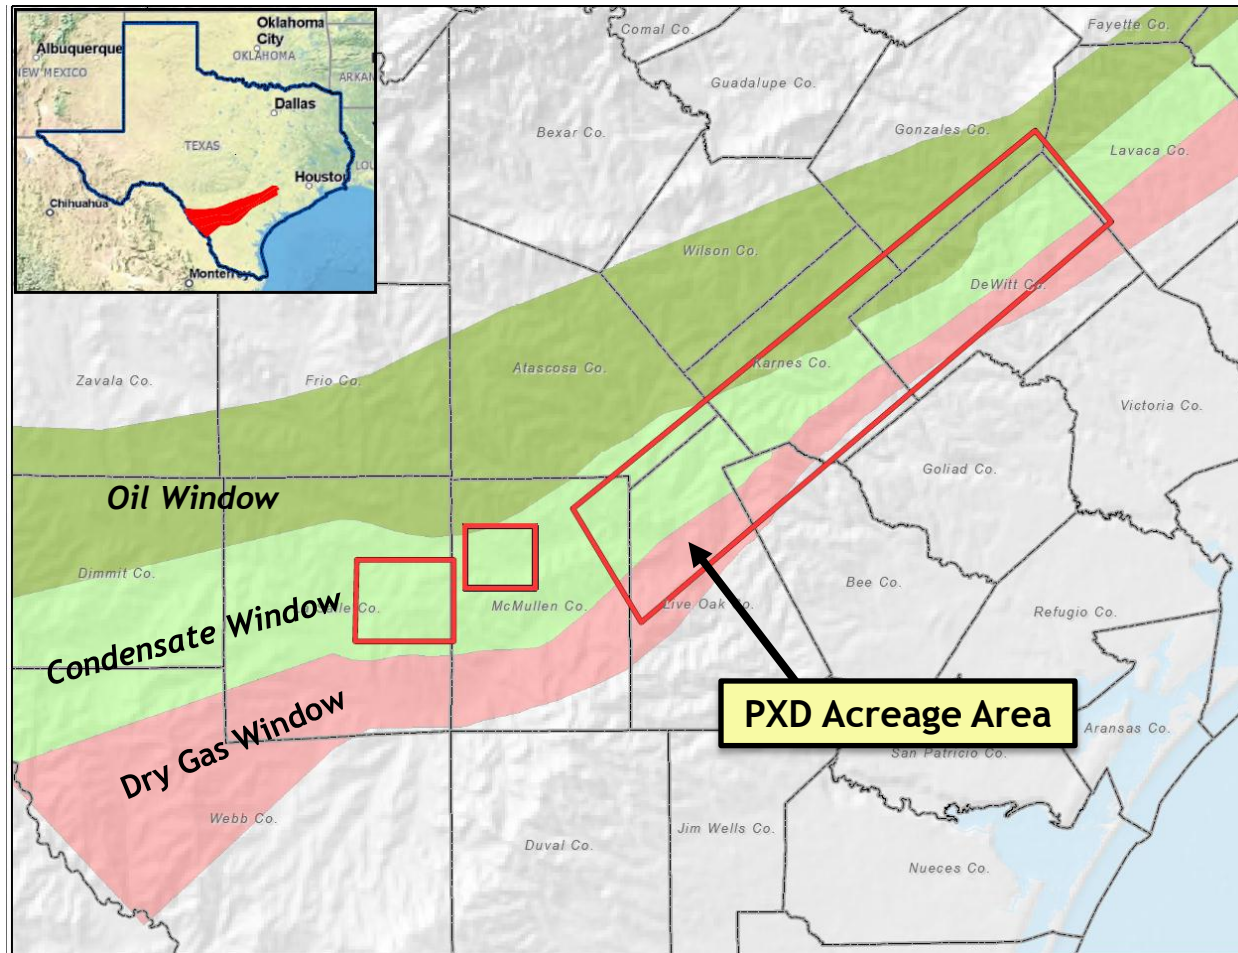 Oklahoma
City
Albuquerque
OKLAHOMA
NEW MEXICO
ARKAN
Dallas
TEXAS
LOU
Houston
Chihuahua
Monterrey
Comal Co.
Fayette Co.
Guadalupe Co.
Bexar Co.
Gonzales Co.
Lavaca Co.
Wilson Co.
DeWitt Co.
Zavala Co.
Frio Co.
Atascosa Co.
Karnes Co.
Victoria Co.
Goliad Co.
Oil Window
Dimmit Co.
Condensate Window
Co.
McMullen Co.
Live Oak Co.
Bee Co.
Refugio Co.
Dry Gas Window
PXD Acreage Area
Aransas Co.
San Patricio Co.
Webb Co.
Duval Co.
Jim Wells Co.
Nueces Co.